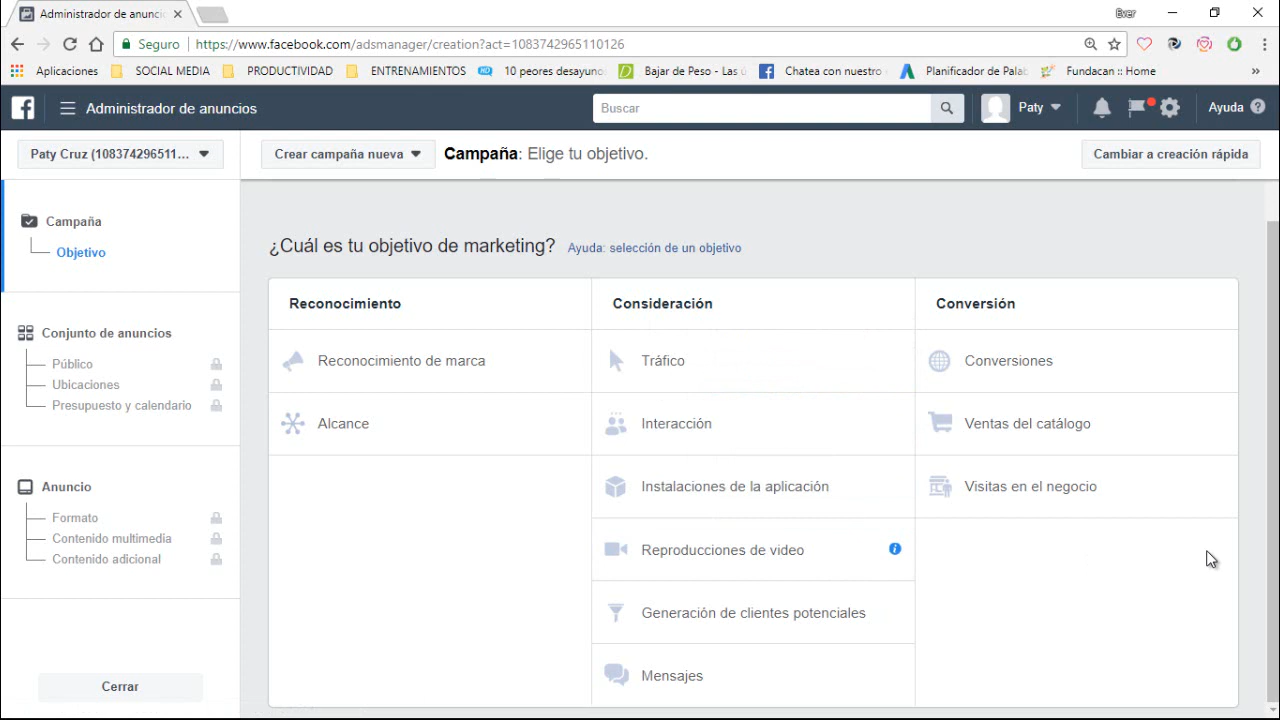 Administrador de anuncio
Ever
Seguro
https://www.facebook.com/adsmanager/creation?act=1083742965110126
Aplicaciones
SOCIAL MEDIA
PRODUCTIVIDAD
ENTRENAMIENTOS
HD
10 peores desayuno
Bajar de Peso - Las ú
Chatea con nuestro
Planificador de Palab
Fundacan :: Home
»
Administrador de anuncios
Buscar
Paty
Ayuda
Paty Cruz (108374296511...
Crear campaña nueva
Campaña: Elige tu objetivo.
Cambiar a creación rápida
Campaña
Objetivo
Conjunto de anuncios
Público
Ubicaciones
Presupuesto y calendario
Anuncio
Formato
Contenido multimedia
Contenido adicional
Cerrar
¿Cuál es tu objetivo de marketing?
Ayuda: selección de un objetivo
Reconocimiento
Consideración
Conversión
Reconocimiento de marca
Tráfico
Conversiones
Alcance
Interacción
Ventas del catálogo
Instalaciones de la aplicación
Visitas en el negocio
Reproducciones de video
Generación de clientes potenciales
Mensajes